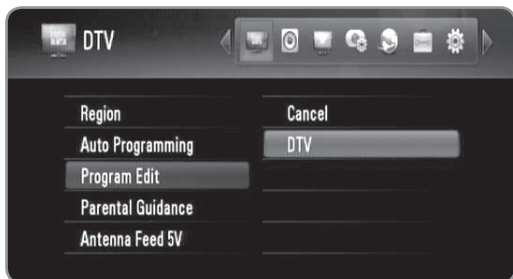 DTV
Region
Auto Programming
Program Edit
Parental Guidance
Antenna Feed 5V
Cancel
DTV